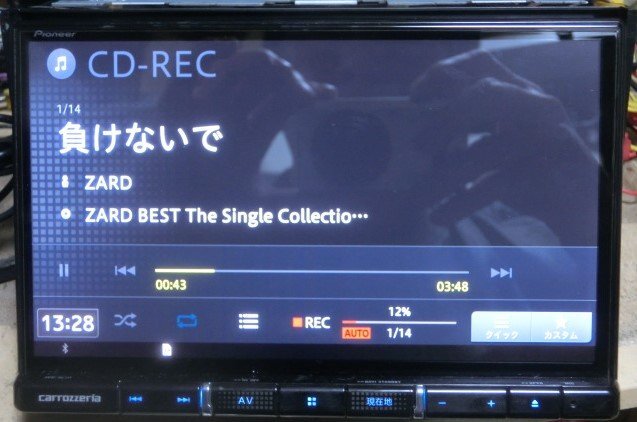 Pioneer
CD-REC
1/14
負けないで
ZARD
ZARD BEST The Single Collectio…
00:43
03:48
13:28
REC
12%
AUTO
1/14
クイック
カスタム
carrozzeria
AV
現在地